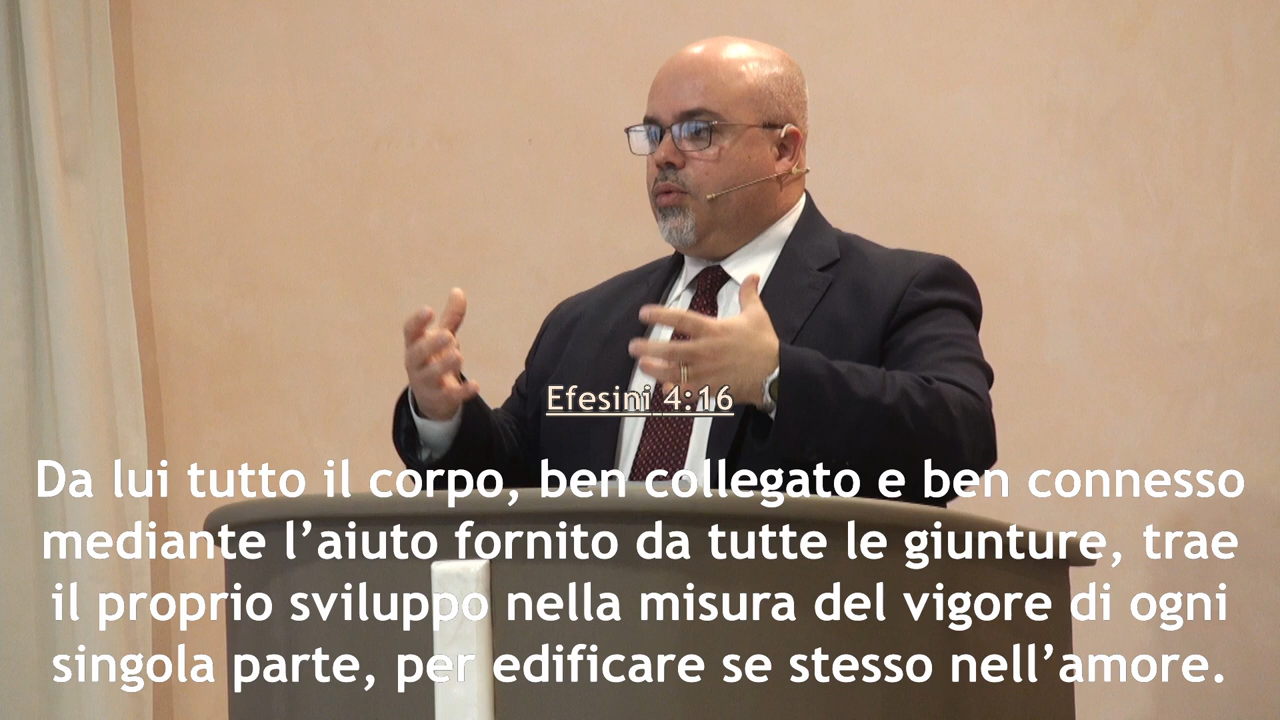 Efesini 4:16
Da lui tutto il corpo, ben collegato e ben connesso
mediante l’aiuto fornito da tutte le giunture, trae
il proprio sviluppo nella misura del vigore di ogni
singola parte, per edificare se stesso nell’amore.